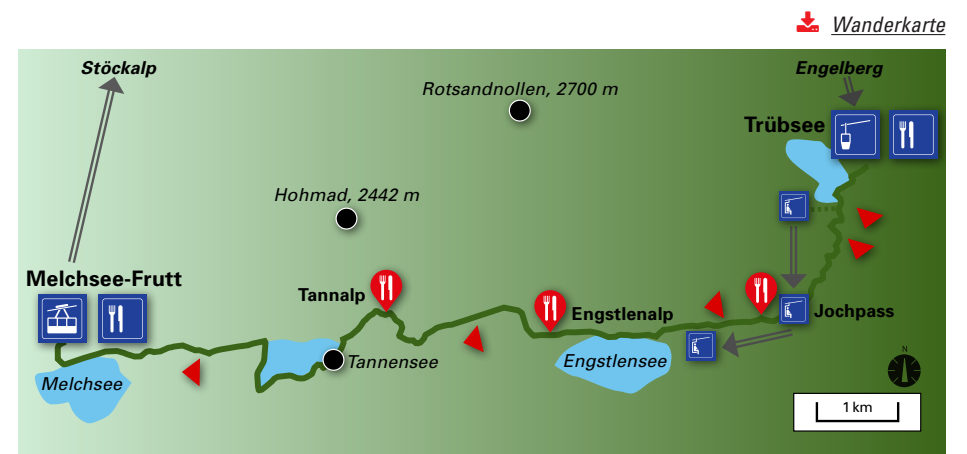 Wanderkarte
Stöckalp
Engelberg
Rotsandnollen, 2700 m
Trübsee
Hohmad, 2442 m
Melchsee-Frutt
Tannalp
Engstlenalp
Jochpass
Tannensee
Engstlensee
Melchsee
N
1 km